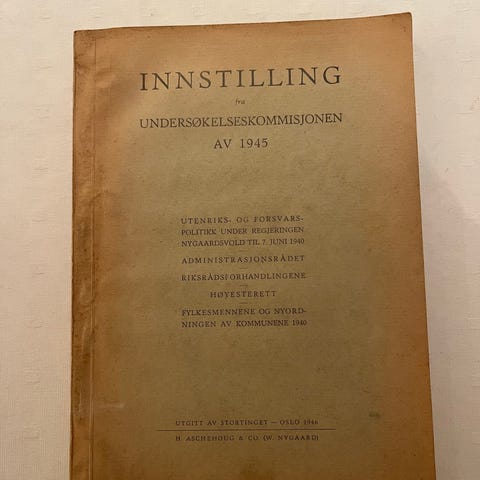 INNSTILLING
fra
UNDERSØKELSESKOMMISJONEN
AV 1945
UTENRIKS- OG FORSVARS-
POLITIKK UNDER REGJERINGEN
NYGAARDSVOLD TIL 7. JUNI 1940
ADMINISTRASJONSRÅDET
RIKSRÅDSFORHANDLINGENE
HØYESTERETT
FYLKESMENNENE OG NYORD-
NINGEN AV KOMMUNENE 1940
UTGITT AV STORTINGET — OSLO 1946
H. ASCHEHOUG & CO. (W. NYGAARD)